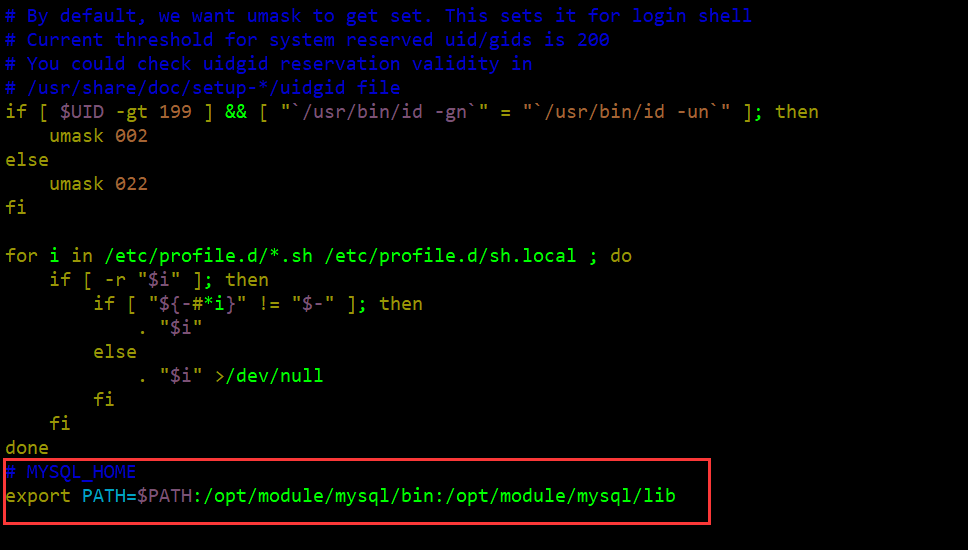 # By default, we want umask to get set. This sets it for login shell
# Current threshold for system reserved uid/gids is 200
# You could check uidgid reservation validity in
# /usr/share/doc/setup-*/uidgid file
if [ $UID -gt 199 ] && [ "`/usr/bin/id -gn`" = "`/usr/bin/id -un`" ]; then
    umask 002
else
    umask 022
fi

for i in /etc/profile.d/*.sh /etc/profile.d/sh.local ; do
    if [ -r "$i" ]; then
        if [ "${-#*i}" != "$-" ]; then
            . "$i"
        else
            . "$i" >/dev/null
        fi
    fi
done
# MYSQL_HOME
export PATH=$PATH:/opt/module/mysql/bin:/opt/module/mysql/lib